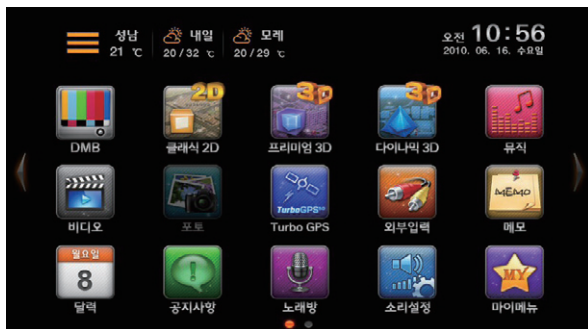 성남
21 ℃
내일
20 / 32 ℃
모레
20 / 29 ℃
오전 10:56
2010. 06. 16. 수요일
DMB
2D
클래식 2D
3D
프리미엄 3D
3D
다이나믹 3D
뮤직
비디오
포토
TurboGPS
Turbo GPS
외부입력
MEMO
메모
월요일
8
달력
공지사항
노래방
소리설정
MY
마이메뉴